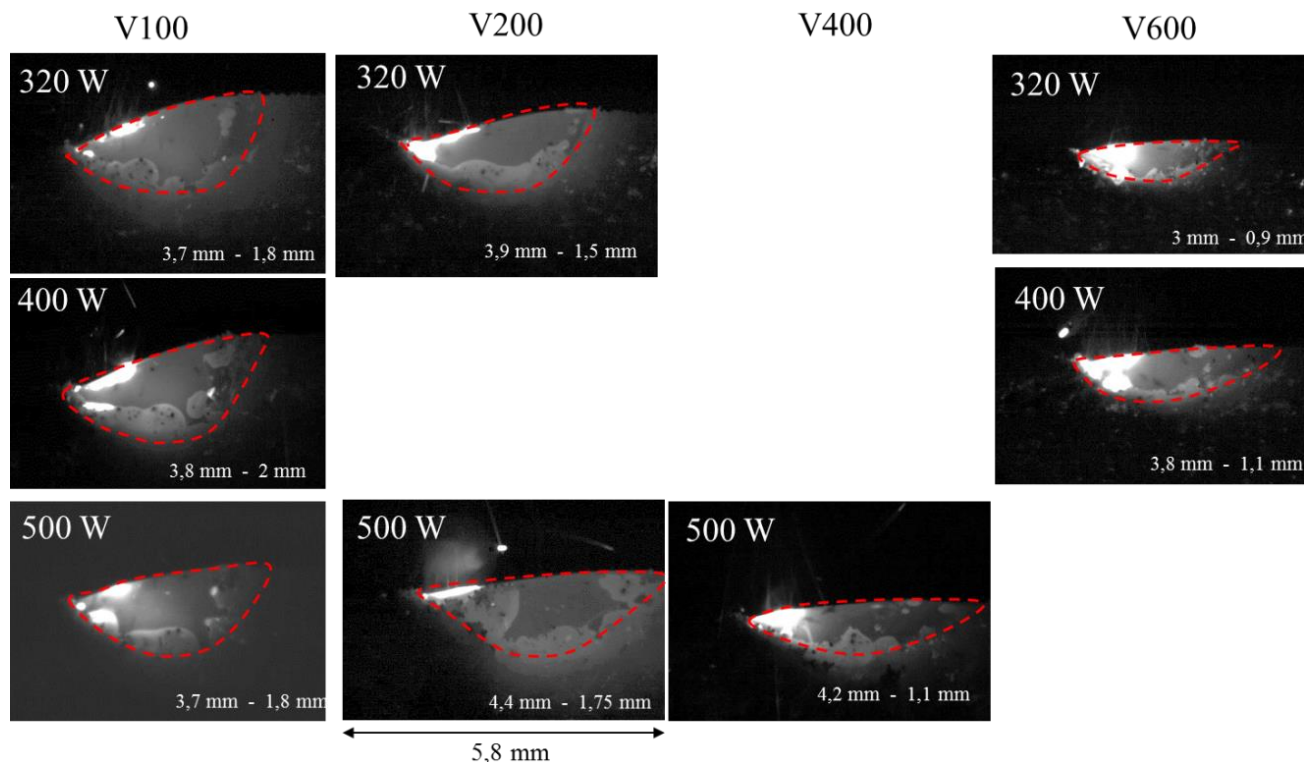 V100 V200 V400 V600
320 W 320 W 320 W
3,7 mm - 1,8 mm 3,9 mm - 1,5 mm 3 mm - 0,9 mm
400 W 400 W
3,8 mm - 2 mm 3,8 mm - 1,1 mm
500 W 500 W 500 W
3,7 mm - 1,8 mm 4,4 mm - 1,75 mm 4,2 mm - 1,1 mm
5,8 mm